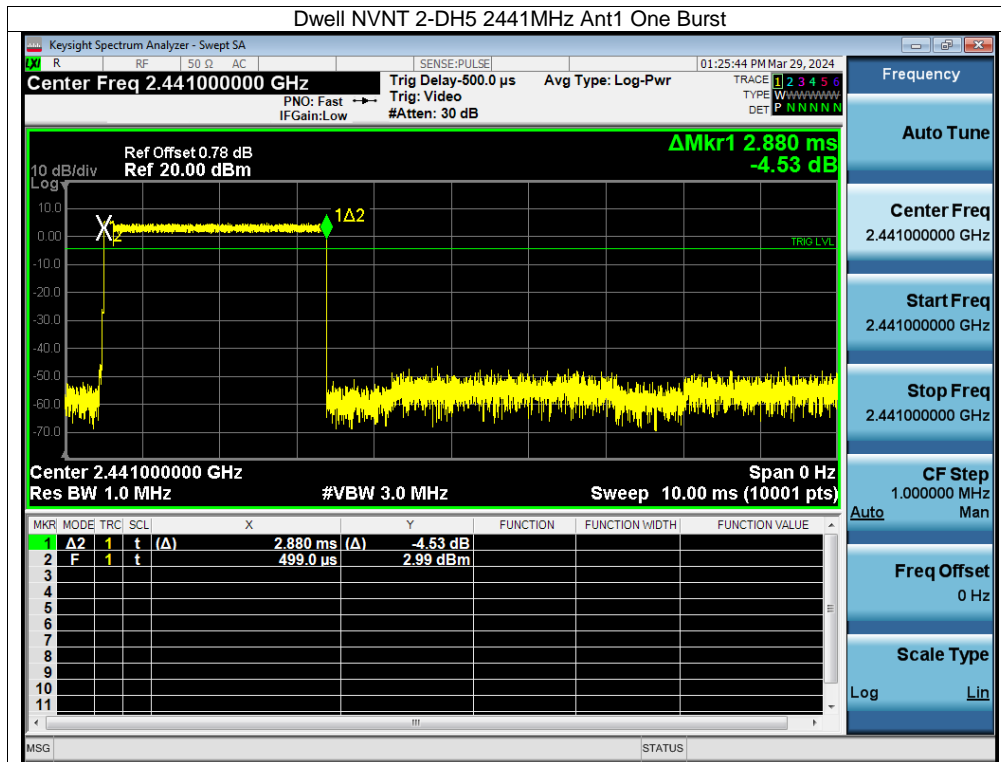 Dwell NVNT 2-DH5 2441MHz Ant1 One Burst
Keysight Spectrum Analyzer - Swept SA
LXI R RF 50 Ω AC SENSE:PULSE 01:25:44 PM Mar 29, 2024
Center Freq 2.441000000 GHz Trig Delay-500.0 µs Avg Type: Log-Pwr TRACE 1 2 3 4 5 6
PNO: Fast Trig: Video TYPE WWWWWW
IFGain:Low #Atten: 30 dB DET P N N N N N
Frequency
Auto Tune
ΔMkr1 2.880 ms
-4.53 dB
Ref Offset 0.78 dB
10 dB/div Ref 20.00 dBm
Log
10.0
0.00
-10.0
-20.0
-30.0
-40.0
-50.0
-60.0
-70.0
2
1Δ2
TRIG LVL
Center 2.441000000 GHz Span 0 Hz
Res BW 1.0 MHz #VBW 3.0 MHz Sweep 10.00 ms (10001 pts)
MKR MODE TRC SCL X Y FUNCTION FUNCTION WIDTH FUNCTION VALUE
1 Δ2 1 t (Δ) 2.880 ms (Δ) -4.53 dB
2 F 1 t 499.0 µs 2.99 dBm
3
4
5
6
7
8
9
10
11
Center Freq
2.441000000 GHz
Start Freq
2.441000000 GHz
Stop Freq
2.441000000 GHz
CF Step
1.000000 MHz
Auto Man
Freq Offset
0 Hz
Scale Type
Log Lin
MSG STATUS